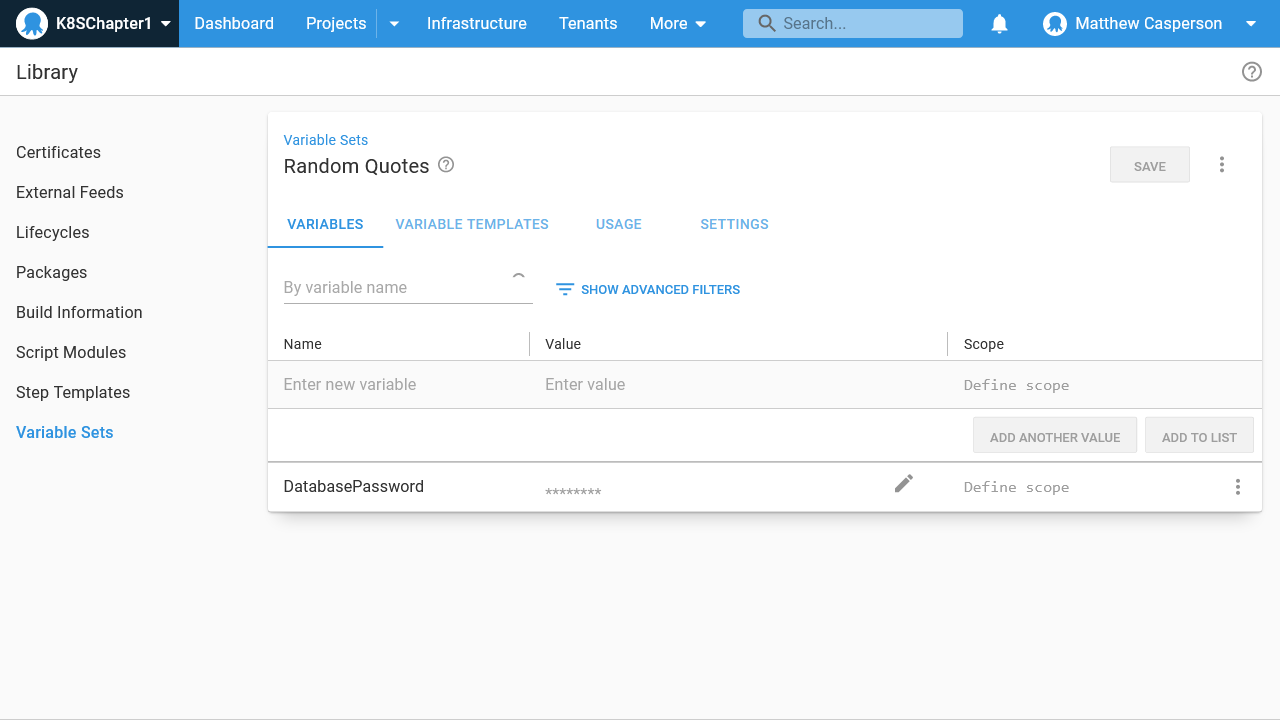 K8SChapter1 Dashboard Projects Infrastructure Tenants More Search... Matthew Casperson
Library
Certificates
External Feeds
Lifecycles
Packages
Build Information
Script Modules
Step Templates
Variable Sets
Variable Sets
Random Quotes
SAVE
VARIABLES VARIABLE TEMPLATES USAGE SETTINGS
By variable name SHOW ADVANCED FILTERS
Name Value Scope
Enter new variable Enter value Define scope
ADD ANOTHER VALUE ADD TO LIST
DatabasePassword ******** Define scope